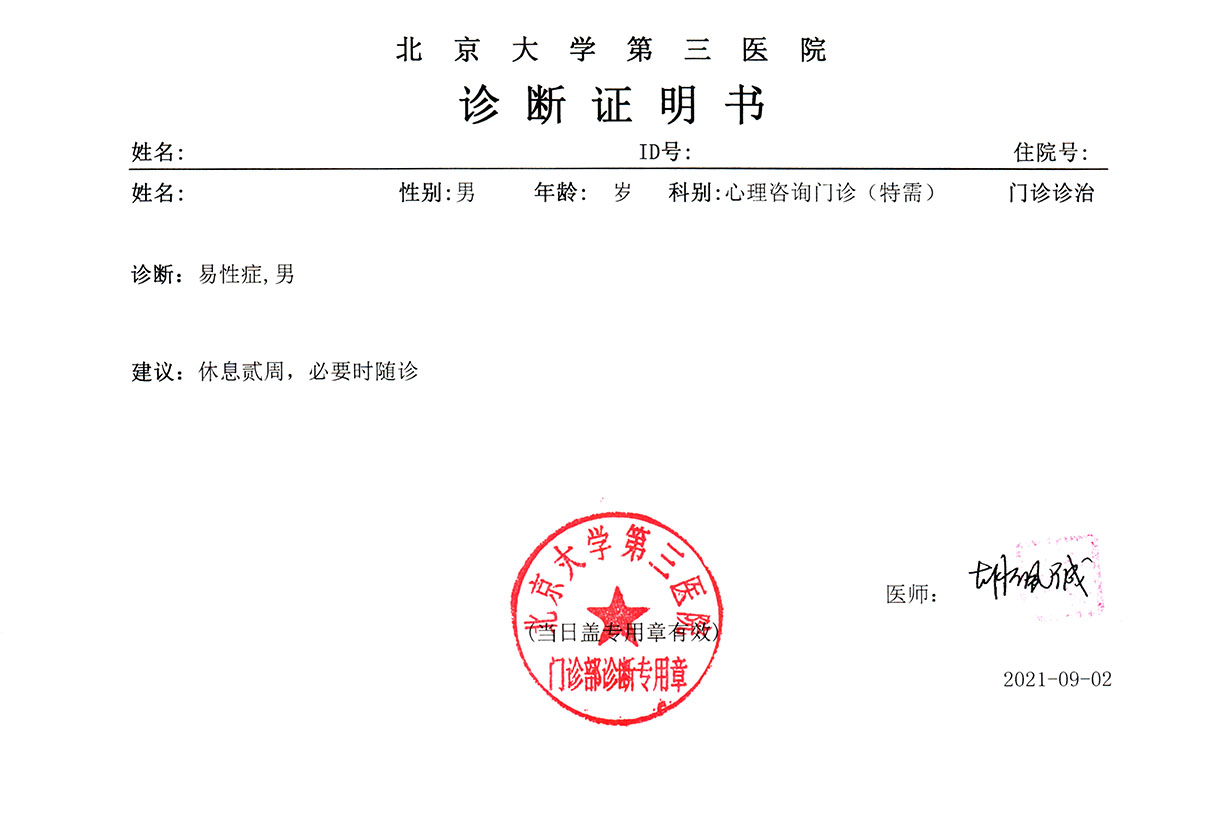 北京大学第三医院
诊断证明书
姓名: ID号: 住院号:
姓名: 性别:男 年龄: 岁 科别:心理咨询门诊（特需） 门诊诊治
诊断：易性症,男
建议：休息贰周，必要时随诊
北京大学第三医院
(当日盖专用章有效)
门诊部诊断专用章
医师：
2021-09-02